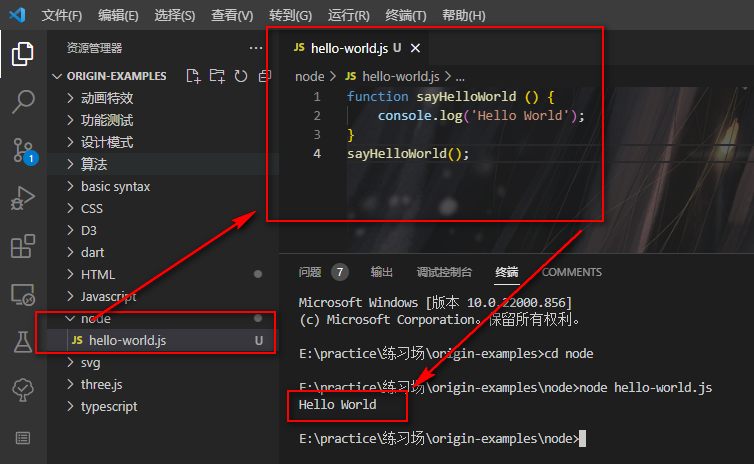 文件(F) 编辑(E) 选择(S) 查看(V) 转到(G) 运行(R) 终端(T) 帮助(H)
资源管理器 ···
ORIGIN-EXAMPLES
动画特效
功能测试
设计模式
算法
basic syntax
CSS
D3
dart
HTML
Javascript
node
JS hello-world.js U
svg
three.js
typescript
1
JS hello-world.js U
node > JS hello-world.js > ...
1 function sayHelloWorld () {
2 console.log('Hello World');
3 }
4 sayHelloWorld();
问题 7 输出 调试控制台 终端 COMMENTS
Microsoft Windows [版本 10.0.22000.856]
(c) Microsoft Corporation。保留所有权利。
E:\practice\练习场\origin-examples>cd node
E:\practice\练习场\origin-examples\node>node hello-world.js
Hello World
E:\practice\练习场\origin-examples\node>